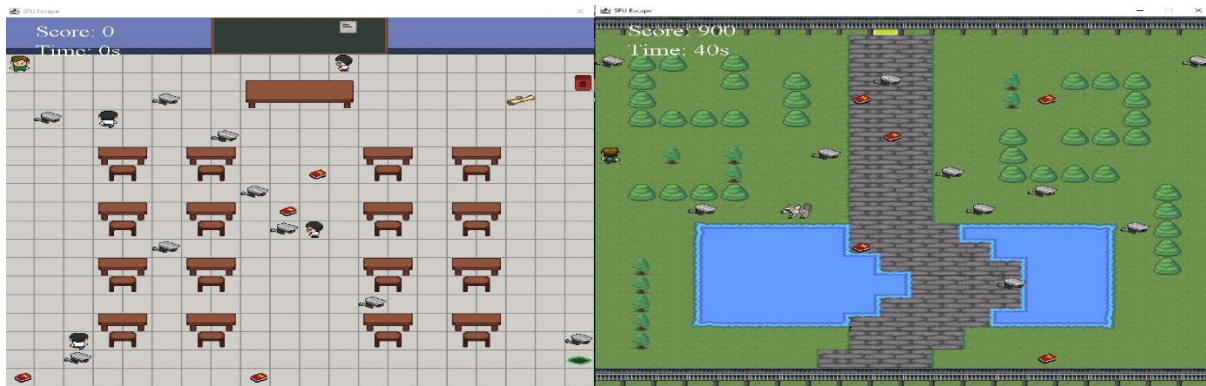 SFU Escape
Score: 0
Time: 0s
SFU Escape
Score: 900
Time: 40s